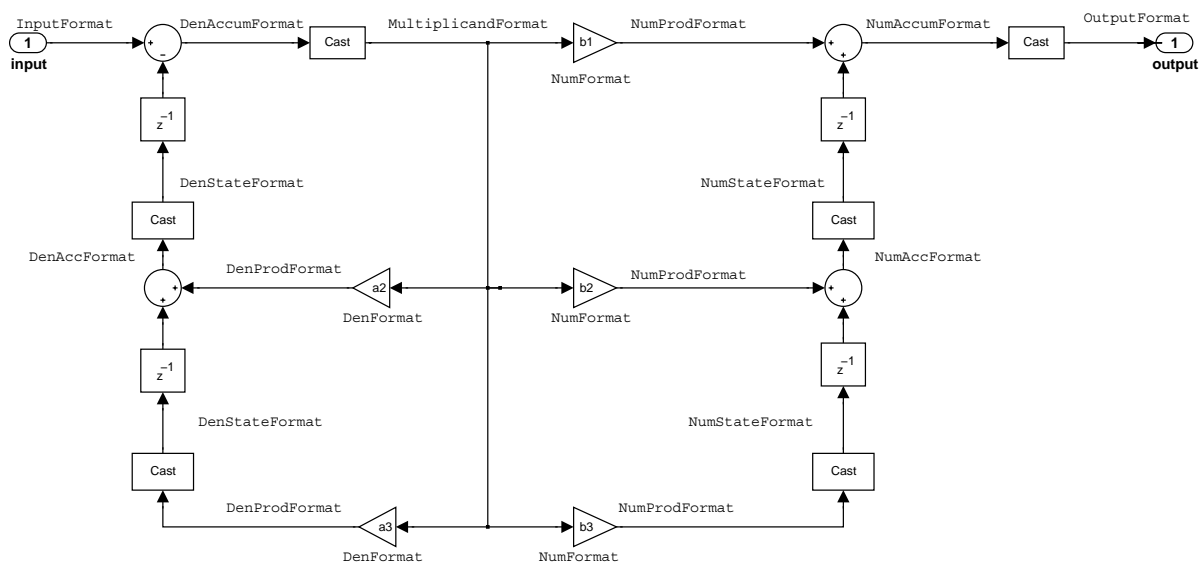 InputFormat
DenAccumFormat
MultiplicandFormat
NumProdFormat
NumAccumFormat
OutputFormat
1
+
−
Cast
b1
+
+
Cast
1
input
NumFormat
output
z −1
z −1
DenStateFormat
NumStateFormat
Cast
Cast
DenAccFormat
DenProdFormat
NumProdFormat
NumAccFormat
+
+
a2
b2
+
+
DenFormat
NumFormat
z −1
z −1
DenStateFormat
NumStateFormat
Cast
Cast
DenProdFormat
NumProdFormat
a3
b3
DenFormat
NumFormat